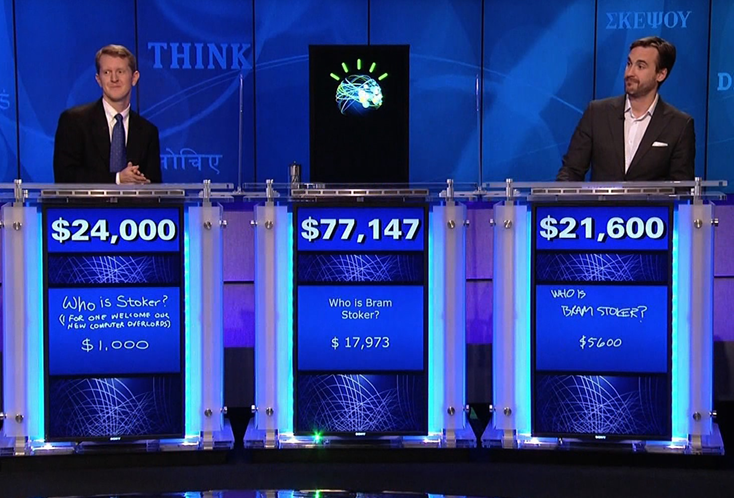 ΣΚΕΨΟΥ
THINK
$24,000
$77,147
$21,600
Who is Stoker?
(I FOR ONE WELCOME OUR
NEW COMPUTER OVERLORDS)
$1,000
Who is Bram
Stoker?
$ 17,973
WHO IS
BRAM STOKER?
$5600